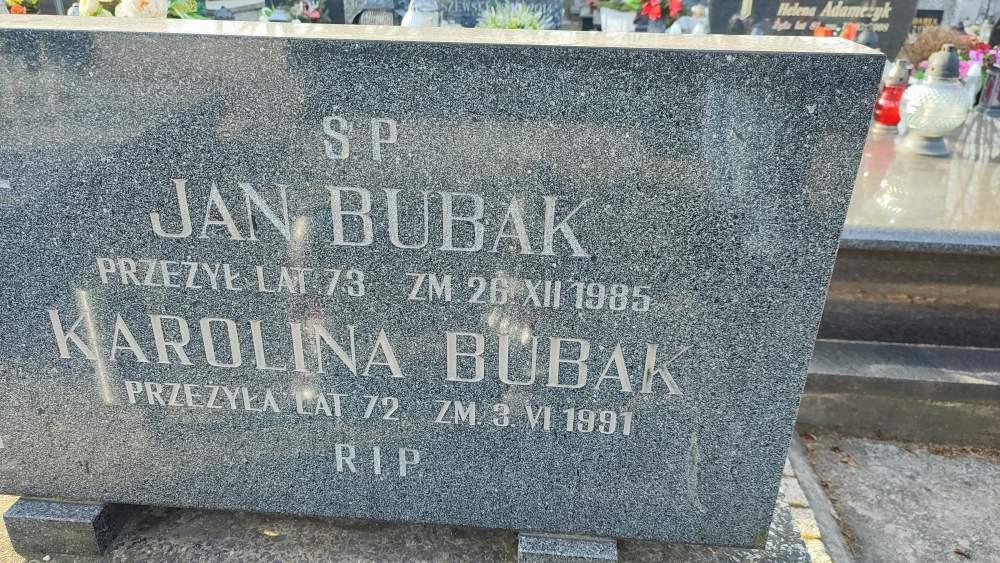 Helena Adamczyk
Ś.P.
JAN BUBAK
PRZEŻYŁ LAT 73 ZM 26 XII 1985
KAROLINA BUBAK
PRZEŻYŁA LAT 72 ZM. 3. VI 1991
R.I.P.